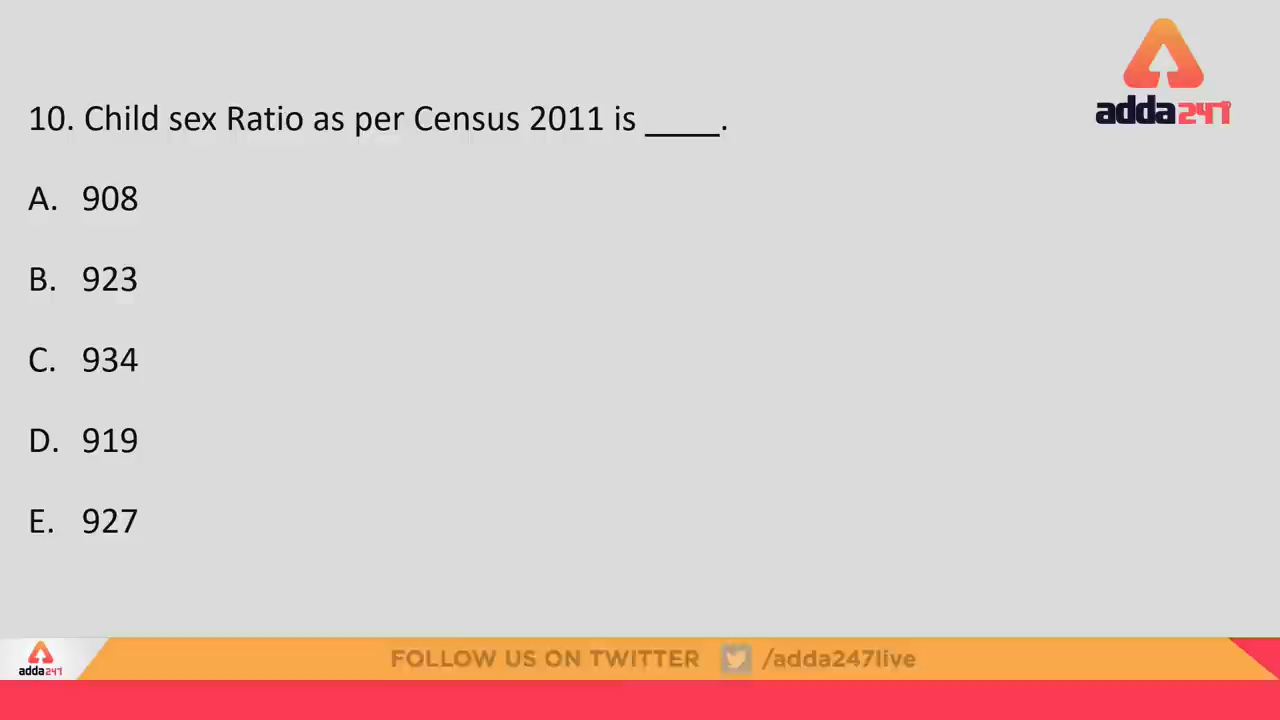 adda247
10. Child sex Ratio as per Census 2011 is ____.
A. 908
B. 923
C. 934
D. 919
E. 927
adda247
FOLLOW US ON TWITTER /adda247live